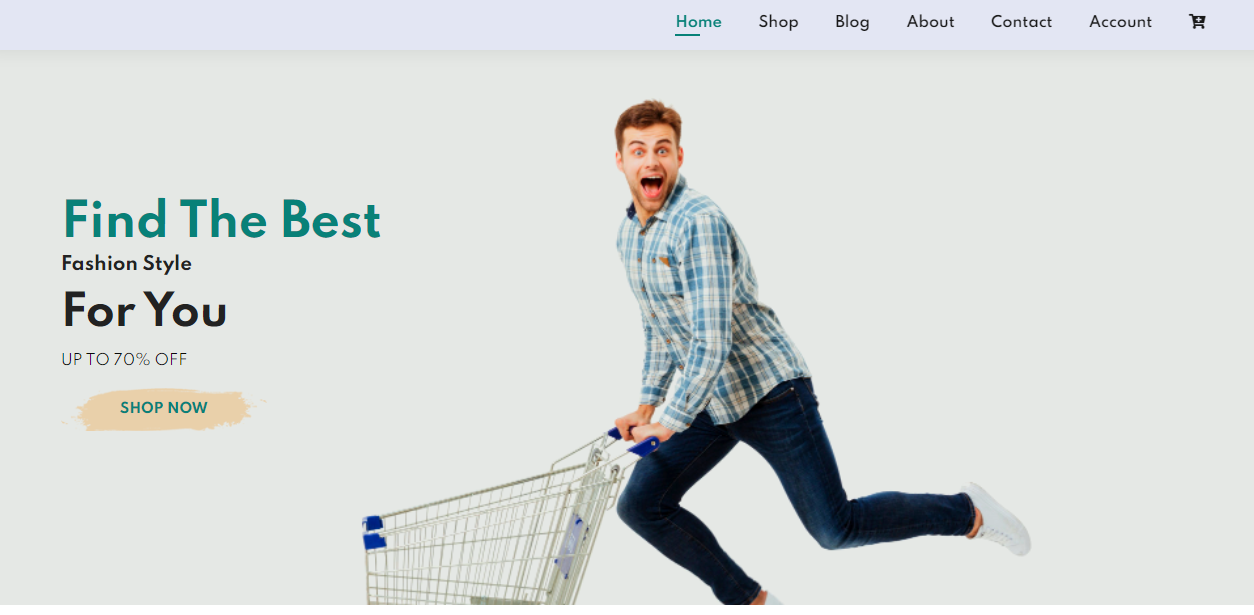 Home Shop Blog About Contact Account
Find The Best
Fashion Style
For You
UP TO 70% OFF
SHOP NOW